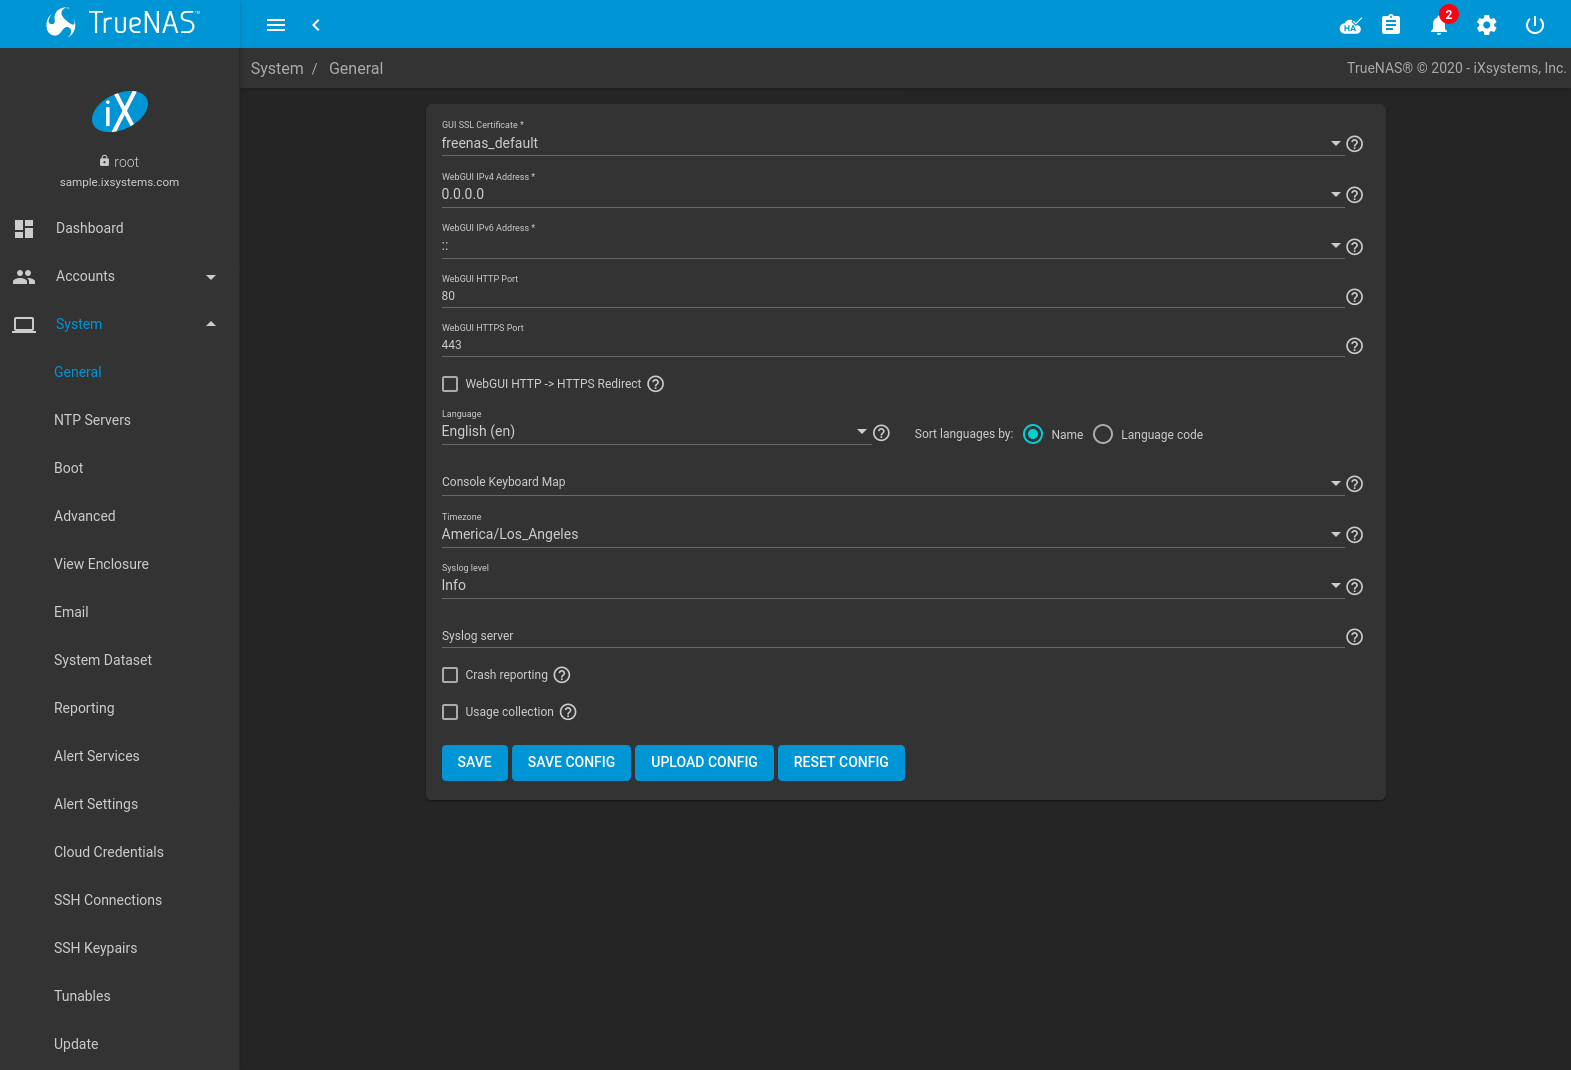 TrueNAS™
2
HA
System / General
TrueNAS® © 2020 - iXsystems, Inc.
iX
root
sample.ixsystems.com
Dashboard
Accounts
System
General
NTP Servers
Boot
Advanced
View Enclosure
Email
System Dataset
Reporting
Alert Services
Alert Settings
Cloud Credentials
SSH Connections
SSH Keypairs
Tunables
Update
GUI SSL Certificate *
freenas_default
WebGUI IPv4 Address *
0.0.0.0
WebGUI IPv6 Address *
::
WebGUI HTTP Port
80
WebGUI HTTPS Port
443
WebGUI HTTP -> HTTPS Redirect
Language
English (en)
Sort languages by: Name Language code
Console Keyboard Map
Timezone
America/Los_Angeles
Syslog level
Info
Syslog server
Crash reporting
Usage collection
SAVE SAVE CONFIG UPLOAD CONFIG RESET CONFIG